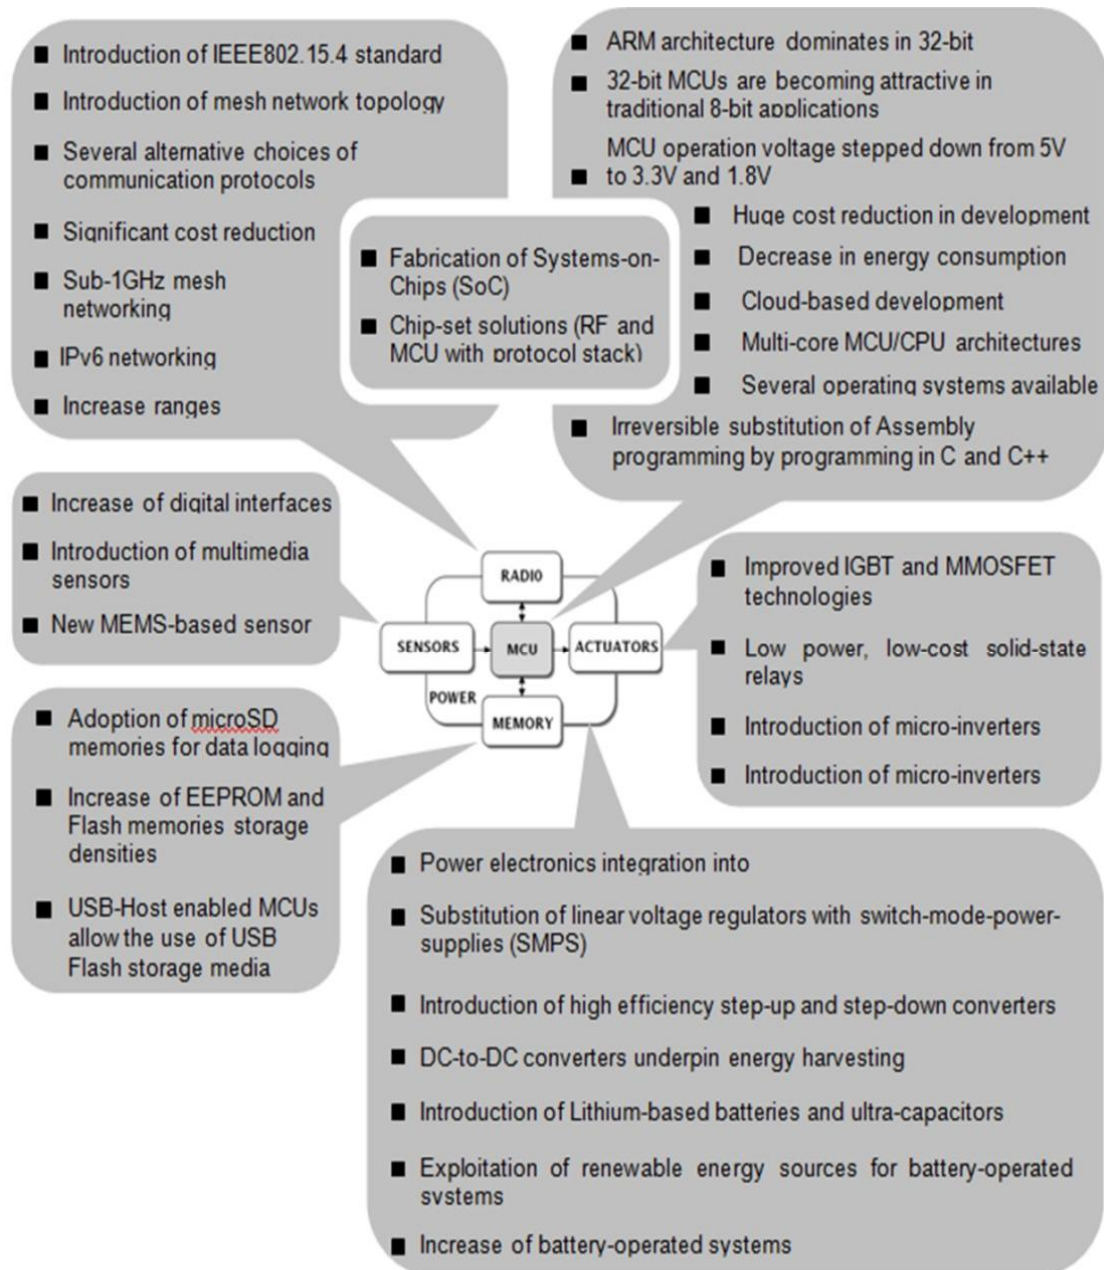 Introduction of IEEE802.15.4 standard
Introduction of mesh network topology
Several alternative choices of
communication protocols
Significant cost reduction
Sub-1GHz mesh
networking
IPv6 networking
Increase ranges
Fabrication of Systems-on-
Chips (SoC)
Chip-set solutions (RF and
MCU with protocol stack)
ARM architecture dominates in 32-bit
32-bit MCUs are becoming attractive in
traditional 8-bit applications
MCU operation voltage stepped down from 5V
to 3.3V and 1.8V
Huge cost reduction in development
Decrease in energy consumption
Cloud-based development
Multi-core MCU/CPU architectures
Several operating systems available
Irreversible substitution of Assembly
programming by programming in C and C++
Increase of digital interfaces
Introduction of multimedia
sensors
New MEMS-based sensor
RADIO
SENSORS
MCU
ACTUATORS
POWER
MEMORY
Improved IGBT and MMOSFET
technologies
Low power, low-cost solid-state
relays
Introduction of micro-inverters
Introduction of micro-inverters
Adoption of microSD
memories for data logging
Increase of EEPROM and
Flash memories storage
densities
USB-Host enabled MCUs
allow the use of USB
Flash storage media
Power electronics integration into
Substitution of linear voltage regulators with switch-mode-power-
supplies (SMPS)
Introduction of high efficiency step-up and step-down converters
DC-to-DC converters underpin energy harvesting
Introduction of Lithium-based batteries and ultra-capacitors
Exploitation of renewable energy sources for battery-operated
systems
Increase of battery-operated systems